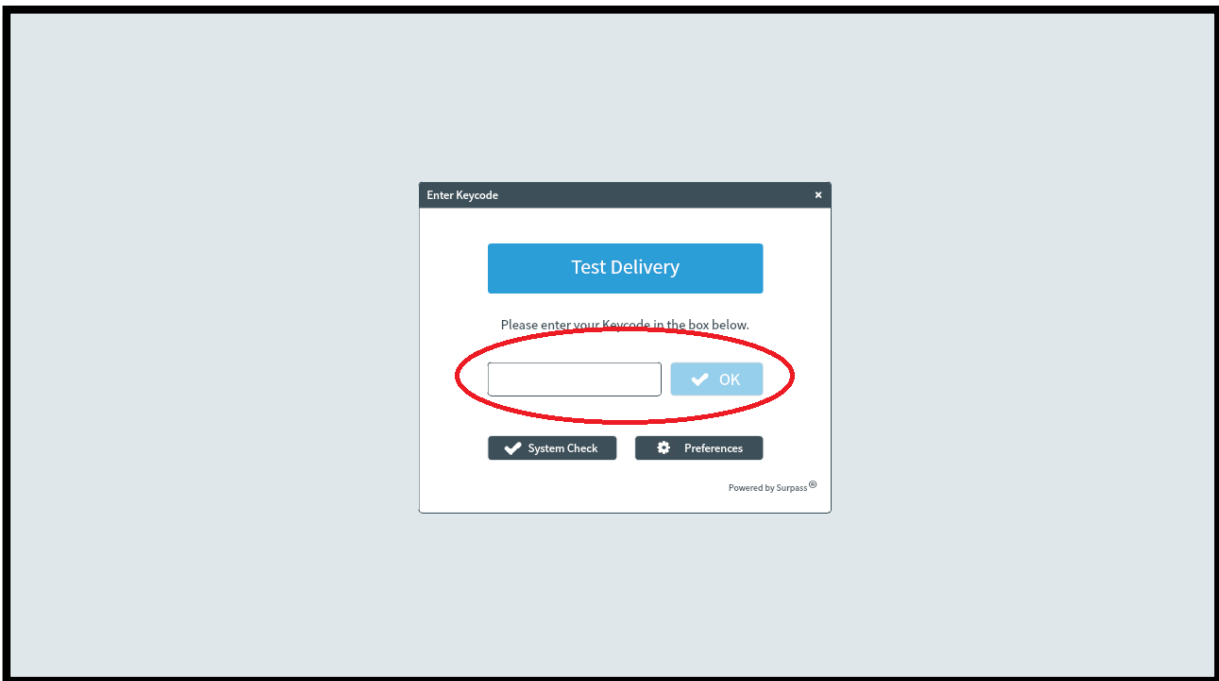 Enter Keycode ×
Test Delivery
Please enter your Keycode in the box below.
OK
System Check Preferences
Powered by Surpass ®